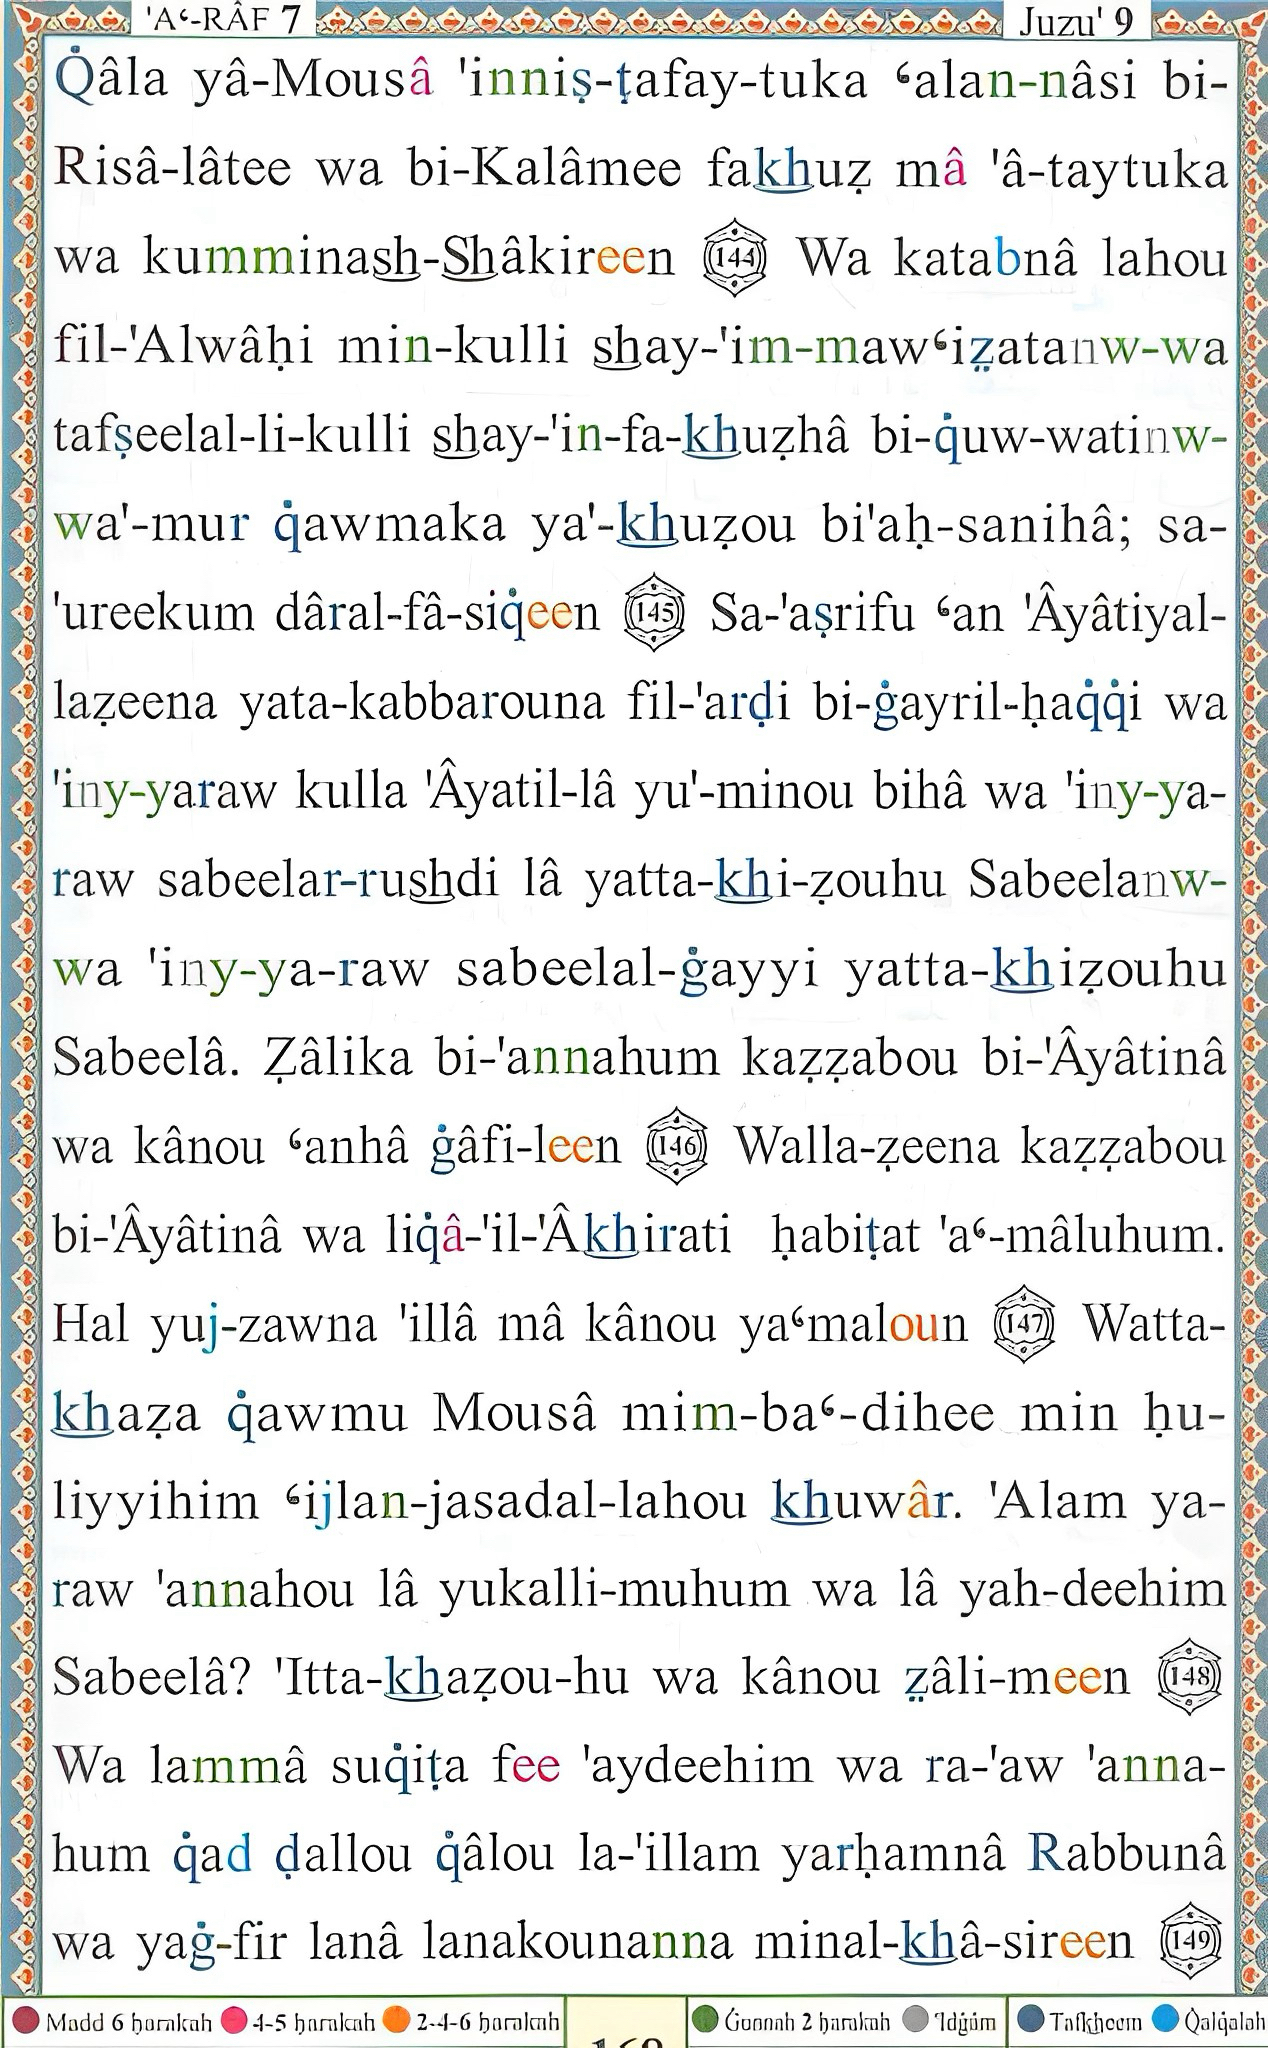 'Aʿ-RÂF 7
Juzu' 9
Q̇âla yâ-Mousâ 'inniṣ-ṭafay-tuka ʿalan-nâsi bi-
Risâ-lâtee wa bi-Kalâmee fakhuẓ mâ 'â-taytuka
wa kumminash-Shâkireen 144 Wa katabnâ lahou
fil-'Alwâḥi min-kulli shay-'im-mawʿiẓatanw-wa
tafṣeelal-li-kulli shay-'in-fa-khuẓhâ bi-q̇uw-watinw-
wa'-mur q̇awmaka ya'-khuẓou bi'aḥ-sanihâ; sa-
'ureekum dâral-fâ-siq̇een 145 Sa-'aṣrifu ʿan 'Âyâtiyal-
laẓeena yata-kabbarouna fil-'arḍi bi-ġayril-ḥaq̇q̇i wa
'iny-yaraw kulla 'Âyatil-lâ yu'-minou bihâ wa 'iny-ya-
raw sabeelar-rushdi lâ yatta-khi-ẓouhu Sabeelanw-
wa 'iny-ya-raw sabeelal-ġayyi yatta-khiẓouhu
Sabeelâ. Ẓâlika bi-'annahum kaẓẓabou bi-'Âyâtinâ
wa kânou ʿanhâ ġâfi-leen 146 Walla-ẓeena kaẓẓabou
bi-'Âyâtinâ wa liq̇â-'il-'Âkhirati ḥabiṭat 'aʿ-mâluhum.
Hal yuj-zawna 'illâ mâ kânou yaʿmaloun 147 Watta-
khaẓa q̇awmu Mousâ mim-baʿ-dihee min ḥu-
liyyihim ʿijlan-jasadal-lahou khuwâr. 'Alam ya-
raw 'annahou lâ yukalli-muhum wa lâ yah-deehim
Sabeelâ? 'Itta-khaẓou-hu wa kânou ẓâli-meen 148
Wa lammâ suq̇iṭa fee 'aydeehim wa ra-'aw 'anna-
hum q̇ad ḍallou q̇âlou la-'illam yarḥamnâ Rabbunâ
wa yaġ-fir lanâ lanakounanna minal-khâ-sireen 149
Madd 6 ḥarakah 4-5 ḥarakah 2-4-6 ḥarakah
Ġunnah 2 ḥarakah 'Idġâm Tafkheem Q̇alq̇alah